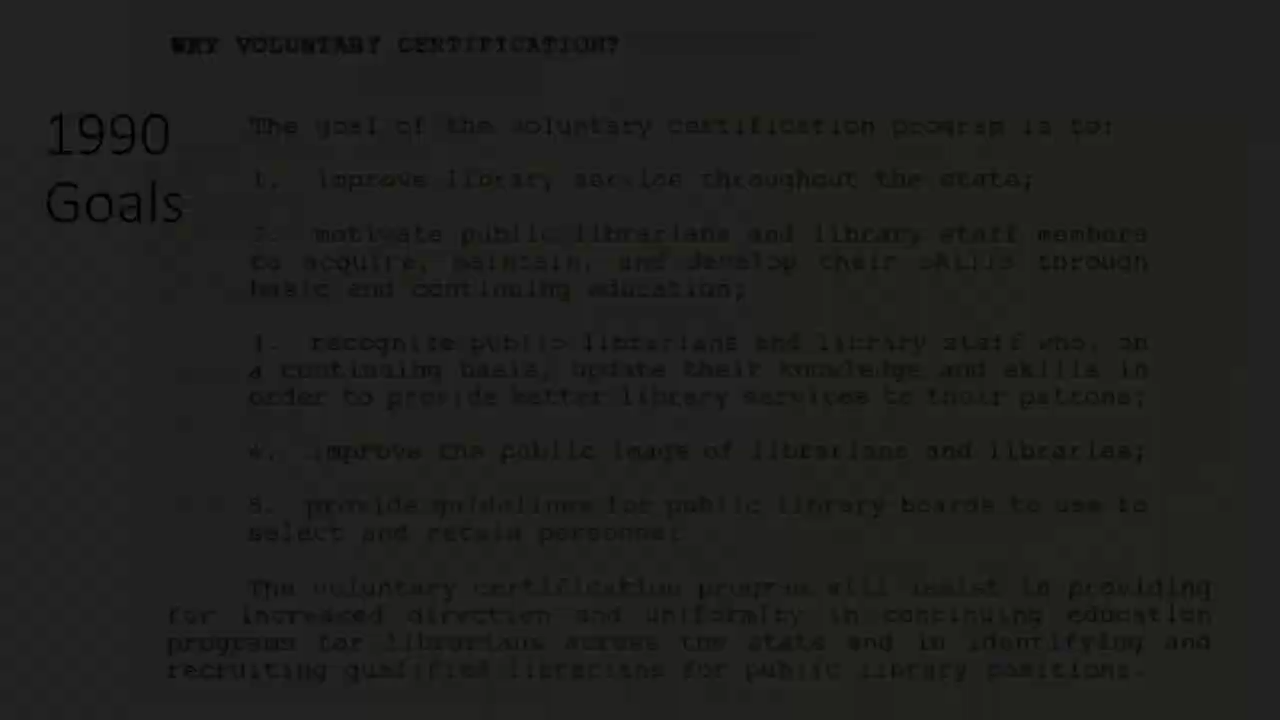 WHY VOLUNTARY CERTIFICATION?
1990
Goals
The goal of the voluntary certification program is to:
1. improve library service throughout the state;
2. motivate public librarians and library staff members
to acquire, maintain, and develop their skills through
basic and continuing education;
3. recognize public librarians and library staff who, on
a continuing basis, update their knowledge and skills in
order to provide better library services to their patrons;
4. improve the public image of librarians and libraries;
5. provide guidelines for public library boards to use to
select and retain personnel.
The voluntary certification program will assist in providing
for increased direction and uniformity in continuing education
programs for librarians across the state and in identifying and
recruiting qualified librarians for public library positions.